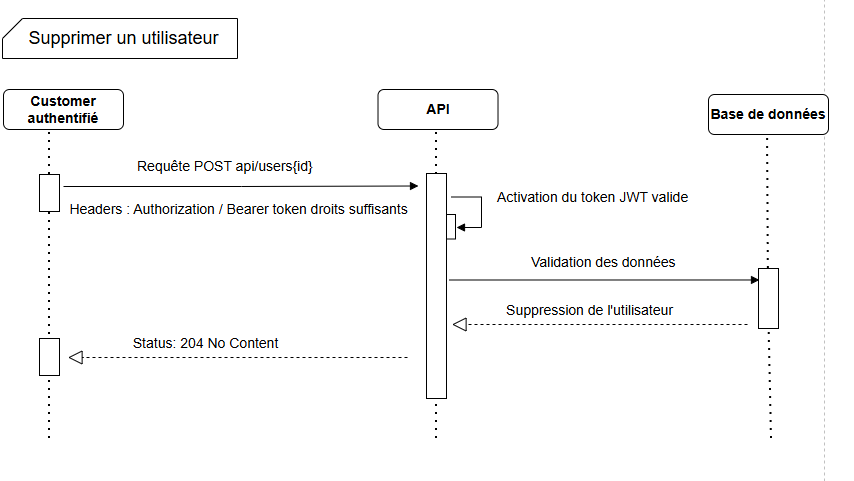 Supprimer un utilisateur
Customer
authentifié
API
Base de données
Requête POST api/users{id}
Headers : Authorization / Bearer token droits suffisants
Activation du token JWT valide
Validation des données
Suppression de l'utilisateur
Status: 204 No Content